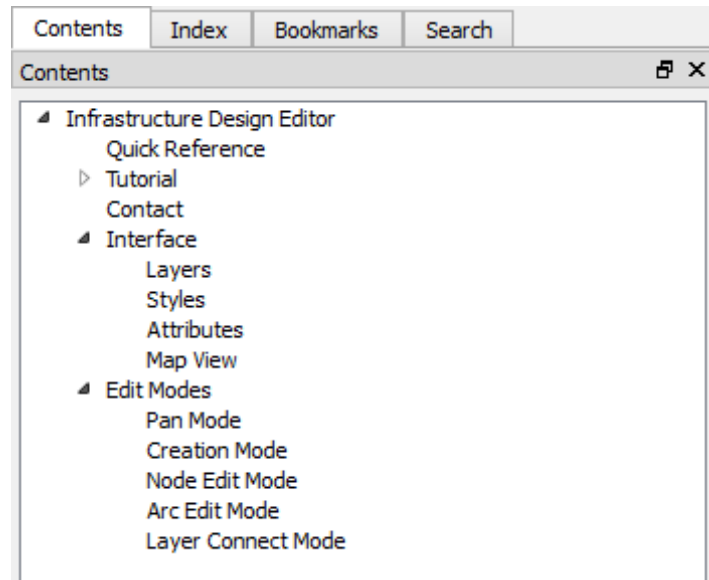 Contents Index Bookmarks Search
Contents
Infrastructure Design Editor
Quick Reference
Tutorial
Contact
Interface
Layers
Styles
Attributes
Map View
Edit Modes
Pan Mode
Creation Mode
Node Edit Mode
Arc Edit Mode
Layer Connect Mode